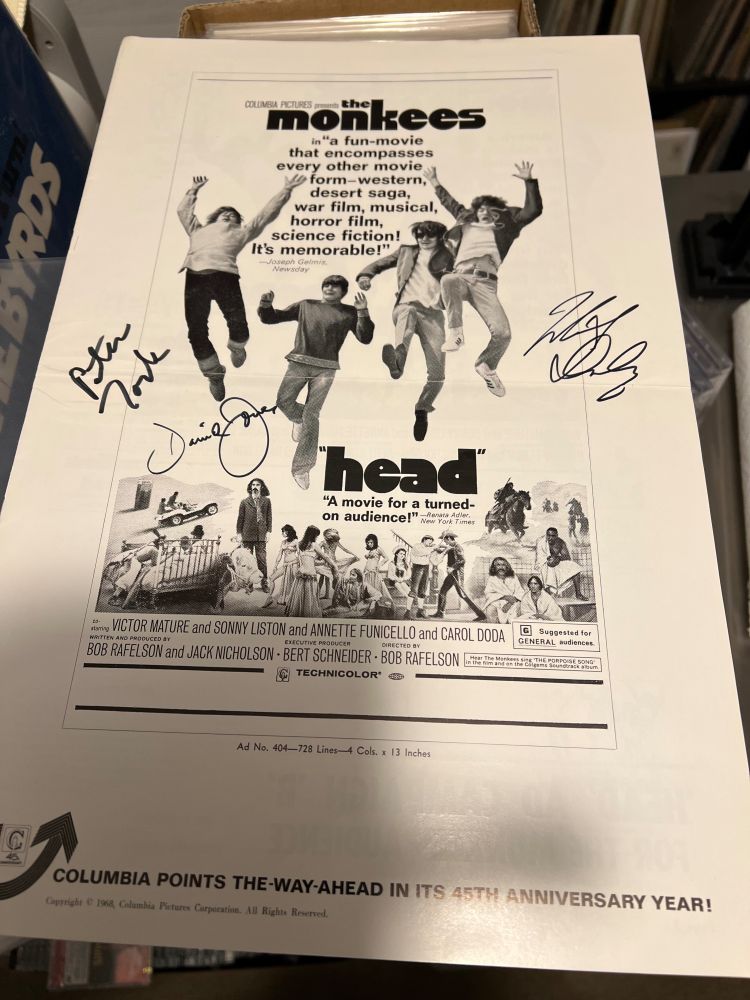 COLUMBIA PICTURES presents the
monkees
in "a fun-movie
that encompasses
every other movie
form—western,
desert saga,
war film, musical,
horror film,
science fiction!
It's memorable!"
—Joseph Gelmis,
Newsday
Peter
Tork
David Jones
"head"
"A movie for a turned-
on audience!" —Renata Adler,
New York Times
co-
starring VICTOR MATURE and SONNY LISTON and ANNETTE FUNICELLO and CAROL DODA
G Suggested for
GENERAL audiences.
WRITTEN AND PRODUCED BY
BOB RAFELSON and JACK NICHOLSON •
EXECUTIVE PRODUCER
BERT SCHNEIDER •
DIRECTED BY
BOB RAFELSON
Hear The Monkees sing "THE PORPOISE SONG"
in the film and on the Colgems Soundtrack album
TECHNICOLOR®
Ad No. 404—728 Lines—4 Cols. x 13 Inches
COLUMBIA POINTS THE-WAY-AHEAD IN ITS 45TH ANNIVERSARY YEAR!
Copyright © 1968, Columbia Pictures Corporation. All Rights Reserved.
BYRDS